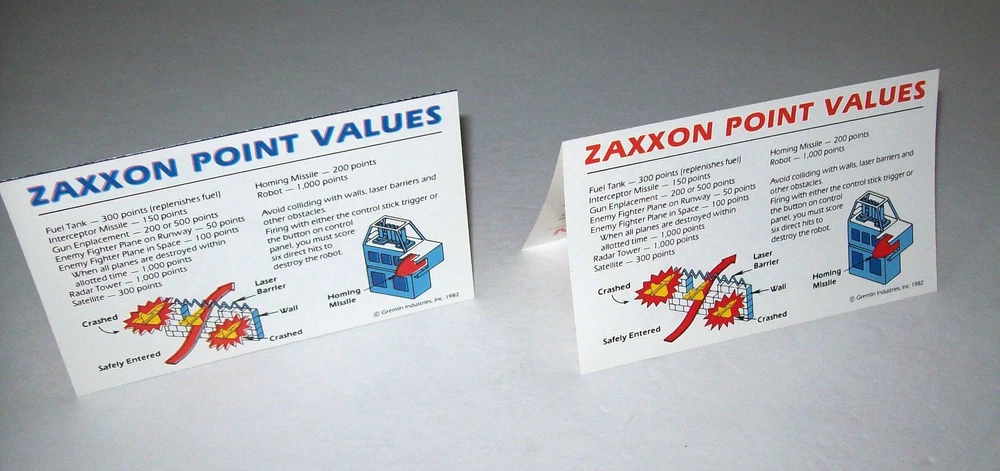 ZAXXON POINT VALUES
Fuel Tank — 300 points (replenishes fuel)
Interceptor Missile — 150 points
Gun Enplacement — 200 or 500 points
Enemy Fighter Plane on Runway — 50 points
Enemy Fighter Plane in Space — 100 points
When all planes are destroyed within
allotted time — 1,000 points
Radar Tower — 1,000 points
Satellite — 300 points
Homing Missile — 200 points
Robot — 1,000 points
Avoid colliding with walls, laser barriers and
other obstacles.
Firing with either the control stick trigger or
the button on control
panel, you must score
six direct hits to
destroy the robot.
Crashed
Safely Entered
Laser
Barrier
Wall
Crashed
Homing
Missile
© Gremlin Industries, Inc. 1982
ZAXXON POINT VALUES
Fuel Tank — 300 points (replenishes fuel)
Interceptor Missile — 150 points
Gun Enplacement — 200 or 500 points
Enemy Fighter Plane on Runway — 50 points
Enemy Fighter Plane in Space — 100 points
When all planes are destroyed within
allotted time — 1,000 points
Radar Tower — 1,000 points
Satellite — 300 points
Homing Missile — 200 points
Robot — 1,000 points
Avoid colliding with walls, laser barriers and
other obstacles.
Firing with either the control stick trigger or
the button on control
panel, you must score
six direct hits to
destroy the robot.
Crashed
Safely Entered
Laser
Barrier
Wall
Crashed
Homing
Missile
© Gremlin Industries, Inc. 1982